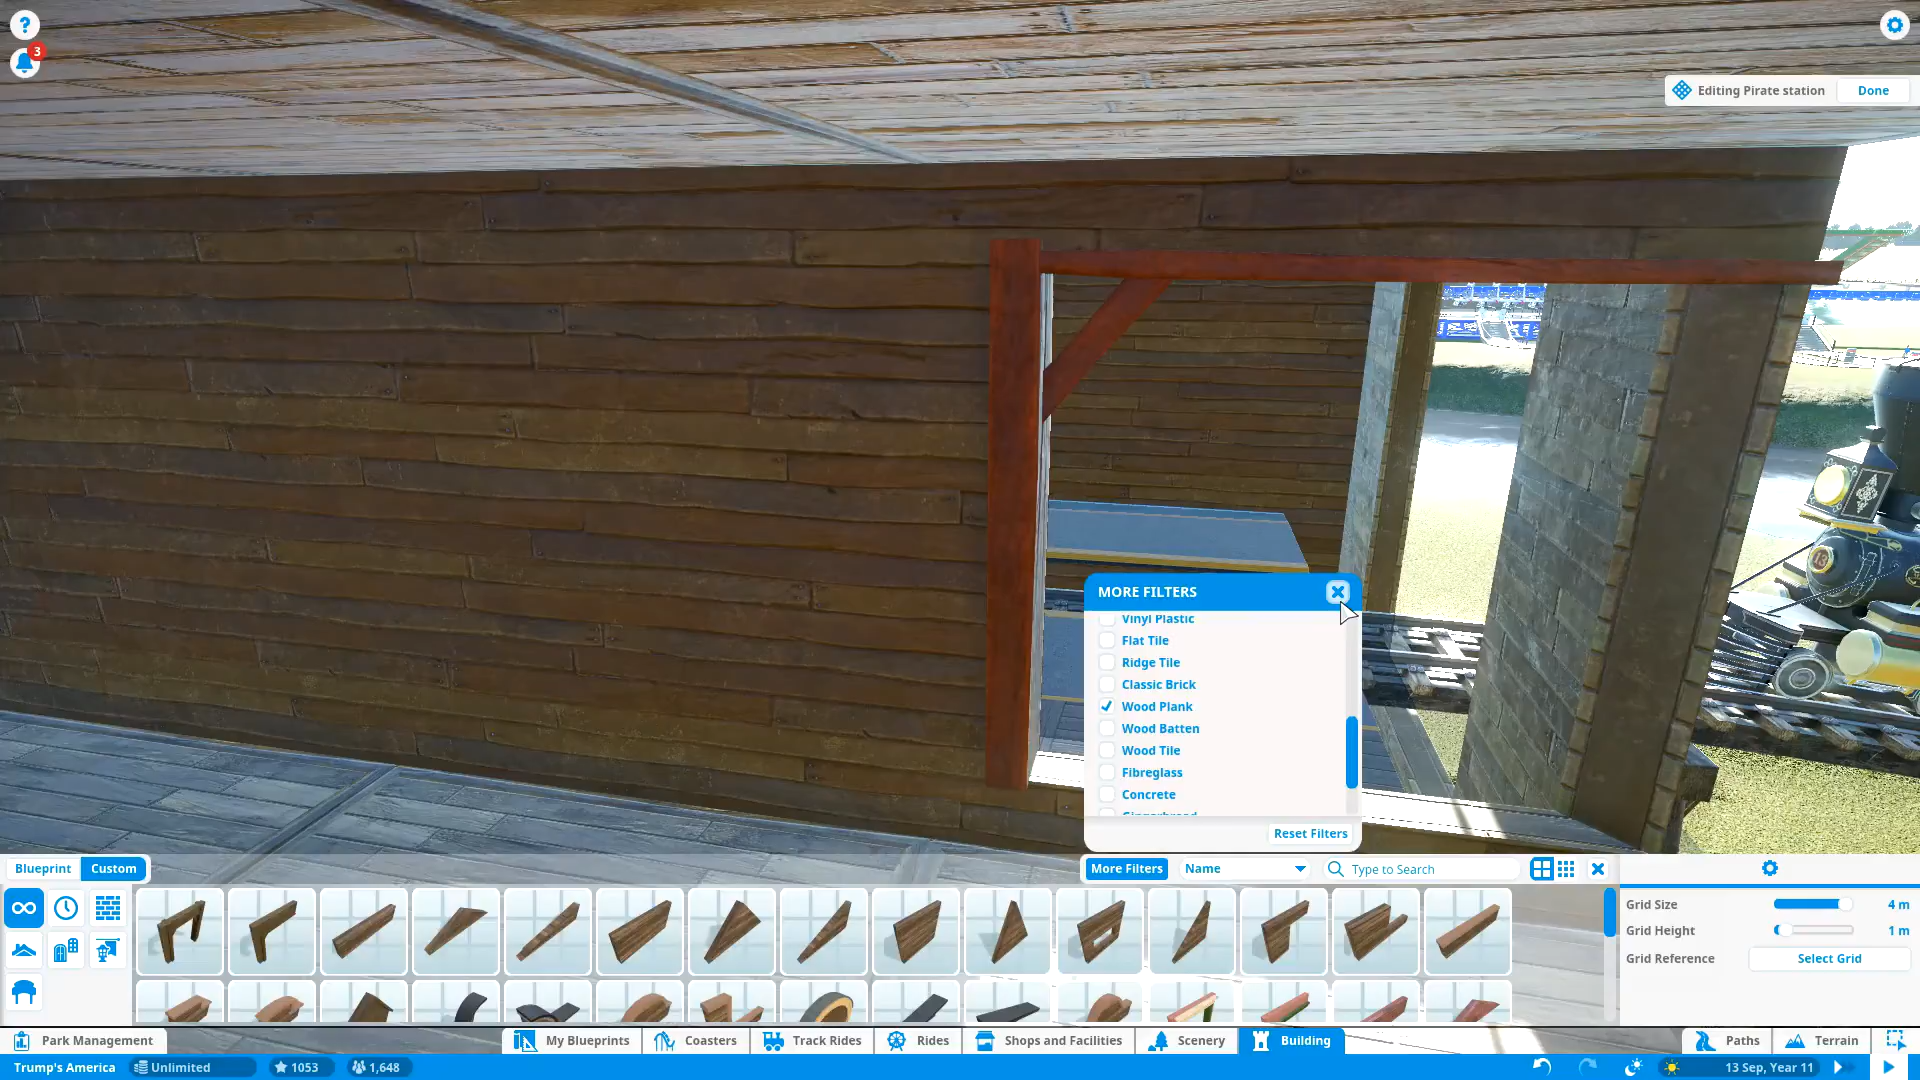 ?
3
Editing Pirate station
Done
MORE FILTERS
Vinyl Plastic
Flat Tile
Ridge Tile
Classic Brick
Wood Plank
Wood Batten
Wood Tile
Fibreglass
Concrete
Reset Filters
Blueprint
Custom
More Filters
Name
Type to Search
Grid Size
4 m
Grid Height
1 m
Grid Reference
Select Grid
Park Management
My Blueprints
Coasters
Track Rides
Rides
Shops and Facilities
Scenery
Building
Paths
Terrain
Trump's America
Unlimited
1053
1,648
13 Sep, Year 11